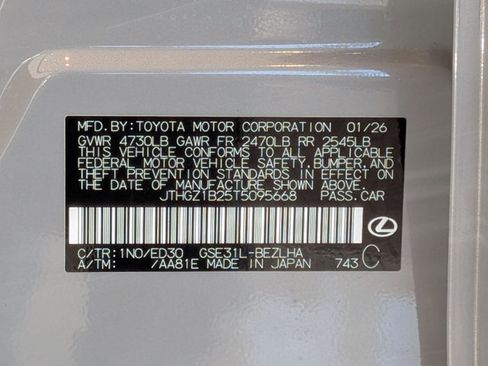 MFD.BY:TOYOTA MOTOR CORPORATION 01/26
GVWR 4730LB GAWR FR 2470LB RR 2545LB
THIS VEHICLE CONFORMS TO ALL APPLICABLE
FEDERAL MOTOR VEHICLE SAFETY,BUMPER,AND
THEFT PREVENTION STANDARDS IN EFFECT ON
THE DATE OF MANUFACTURE SHOWN ABOVE.
JTHGZ1B25T5095668 PASS.CAR
C/TR:1N0/ED30 GSE31L-BEZLHA
A/TM: /AA81E MADE IN JAPAN 743 C